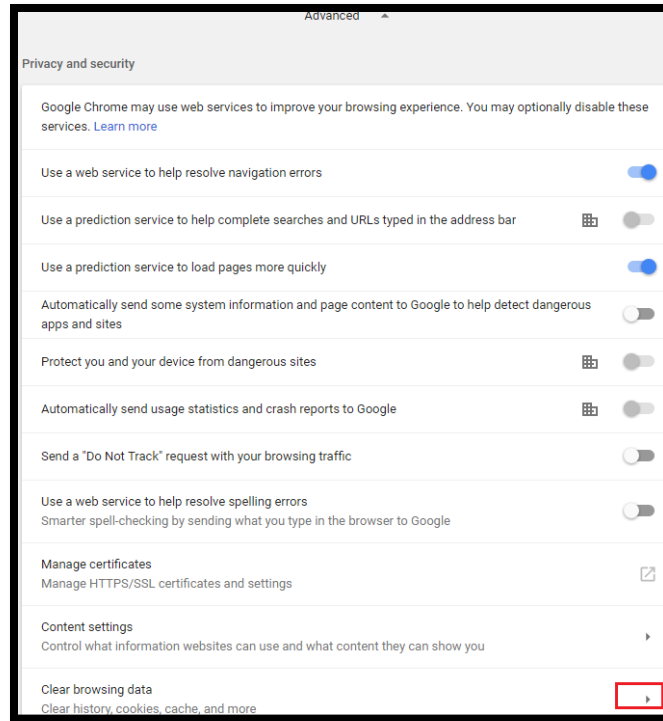 Advanced
Privacy and security
Google Chrome may use web services to improve your browsing experience. You may optionally disable these
services. Learn more
Use a web service to help resolve navigation errors
Use a prediction service to help complete searches and URLs typed in the address bar
Use a prediction service to load pages more quickly
Automatically send some system information and page content to Google to help detect dangerous
apps and sites
Protect you and your device from dangerous sites
Automatically send usage statistics and crash reports to Google
Send a "Do Not Track" request with your browsing traffic
Use a web service to help resolve spelling errors
Smarter spell-checking by sending what you type in the browser to Google
Manage certificates
Manage HTTPS/SSL certificates and settings
Content settings
Control what information websites can use and what content they can show you
Clear browsing data
Clear history, cookies, cache, and more